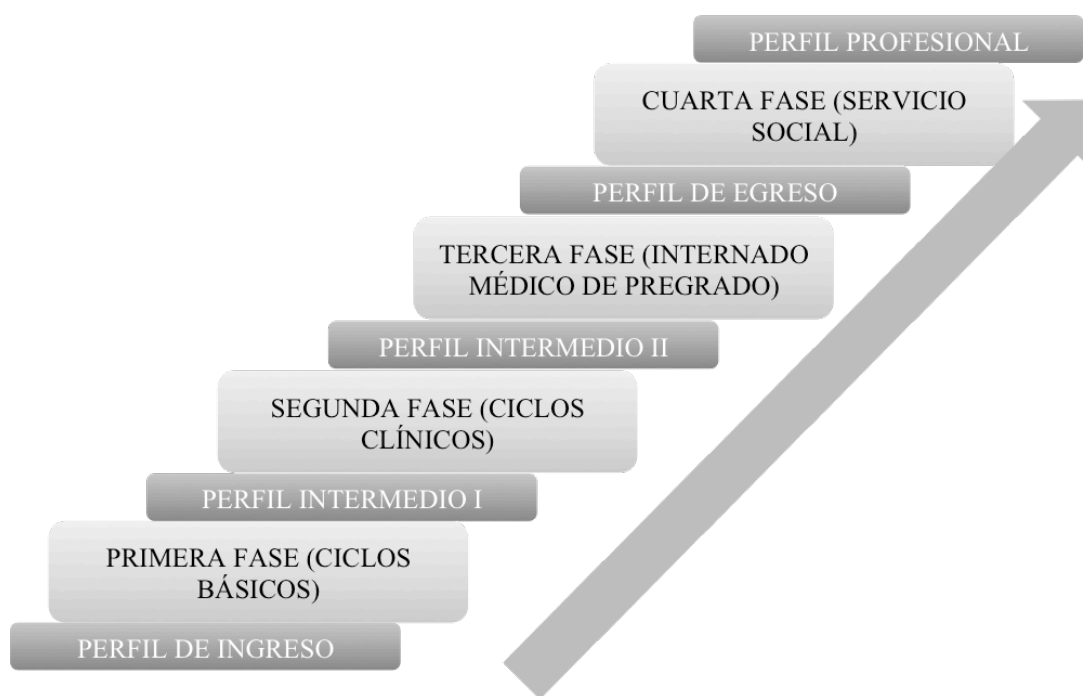 PERFIL PROFESIONAL
CUARTA FASE (SERVICIO
SOCIAL)
PERFIL DE EGRESO
TERCERA FASE (INTERNADO
MÉDICO DE PREGRADO)
PERFIL INTERMEDIO II
SEGUNDA FASE (CICLOS
CLÍNICOS)
PERFIL INTERMEDIO I
PRIMERA FASE (CICLOS
BÁSICOS)
PERFIL DE INGRESO